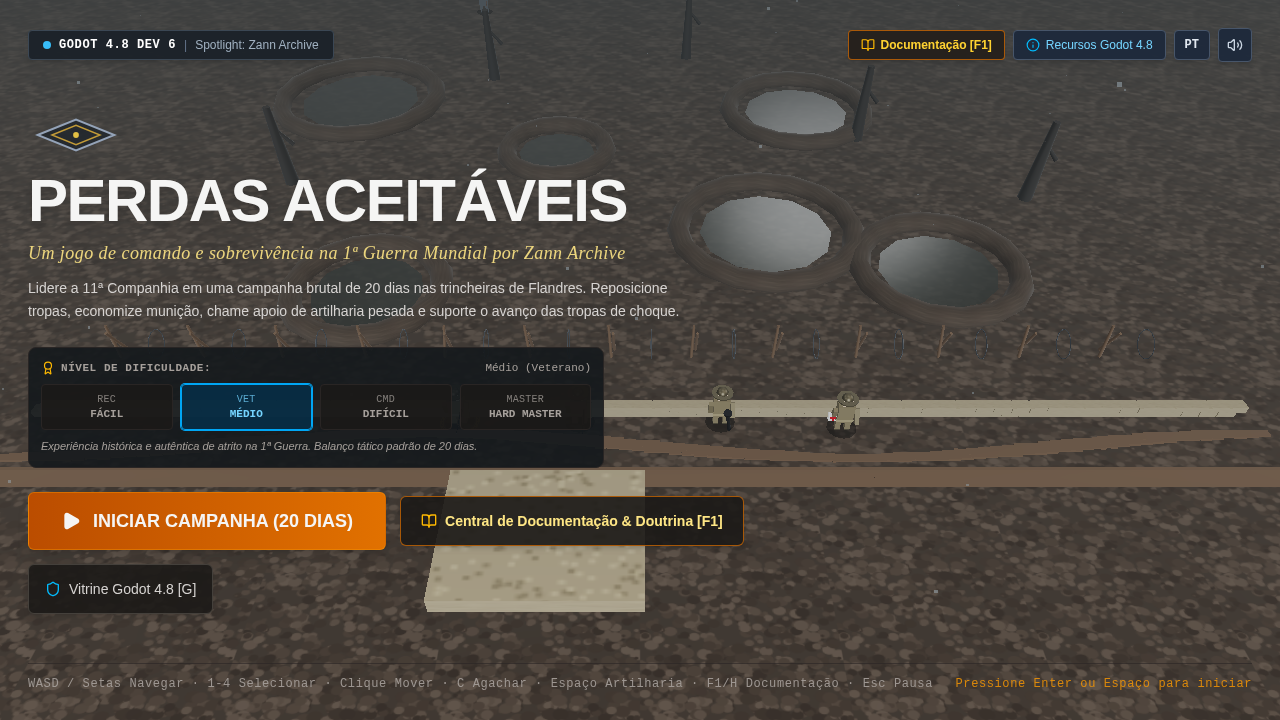 GODOT 4.8 DEV 6 | Spotlight: Zann Archive
Documentação [F1]
Recursos Godot 4.8
PT
PERDAS ACEITÁVEIS
Um jogo de comando e sobrevivência na 1ª Guerra Mundial por Zann Archive
Lidere a 11ª Companhia em uma campanha brutal de 20 dias nas trincheiras de Flandres. Reposicione
tropas, economize munição, chame apoio de artilharia pesada e suporte o avanço das tropas de choque.
NÍVEL DE DIFICULDADE:
Médio (Veterano)
REC
FÁCIL
VET
MÉDIO
CMD
DIFÍCIL
MASTER
HARD MASTER
Experiência histórica e autêntica de atrito na 1ª Guerra. Balanço tático padrão de 20 dias.
INICIAR CAMPANHA (20 DIAS)
Central de Documentação & Doutrina [F1]
Vitrine Godot 4.8 [G]
WASD / Setas Navegar · 1-4 Selecionar · Clique Mover · C Agachar · Espaço Artilharia · F1/H Documentação · Esc Pausa
Pressione Enter ou Espaço para iniciar